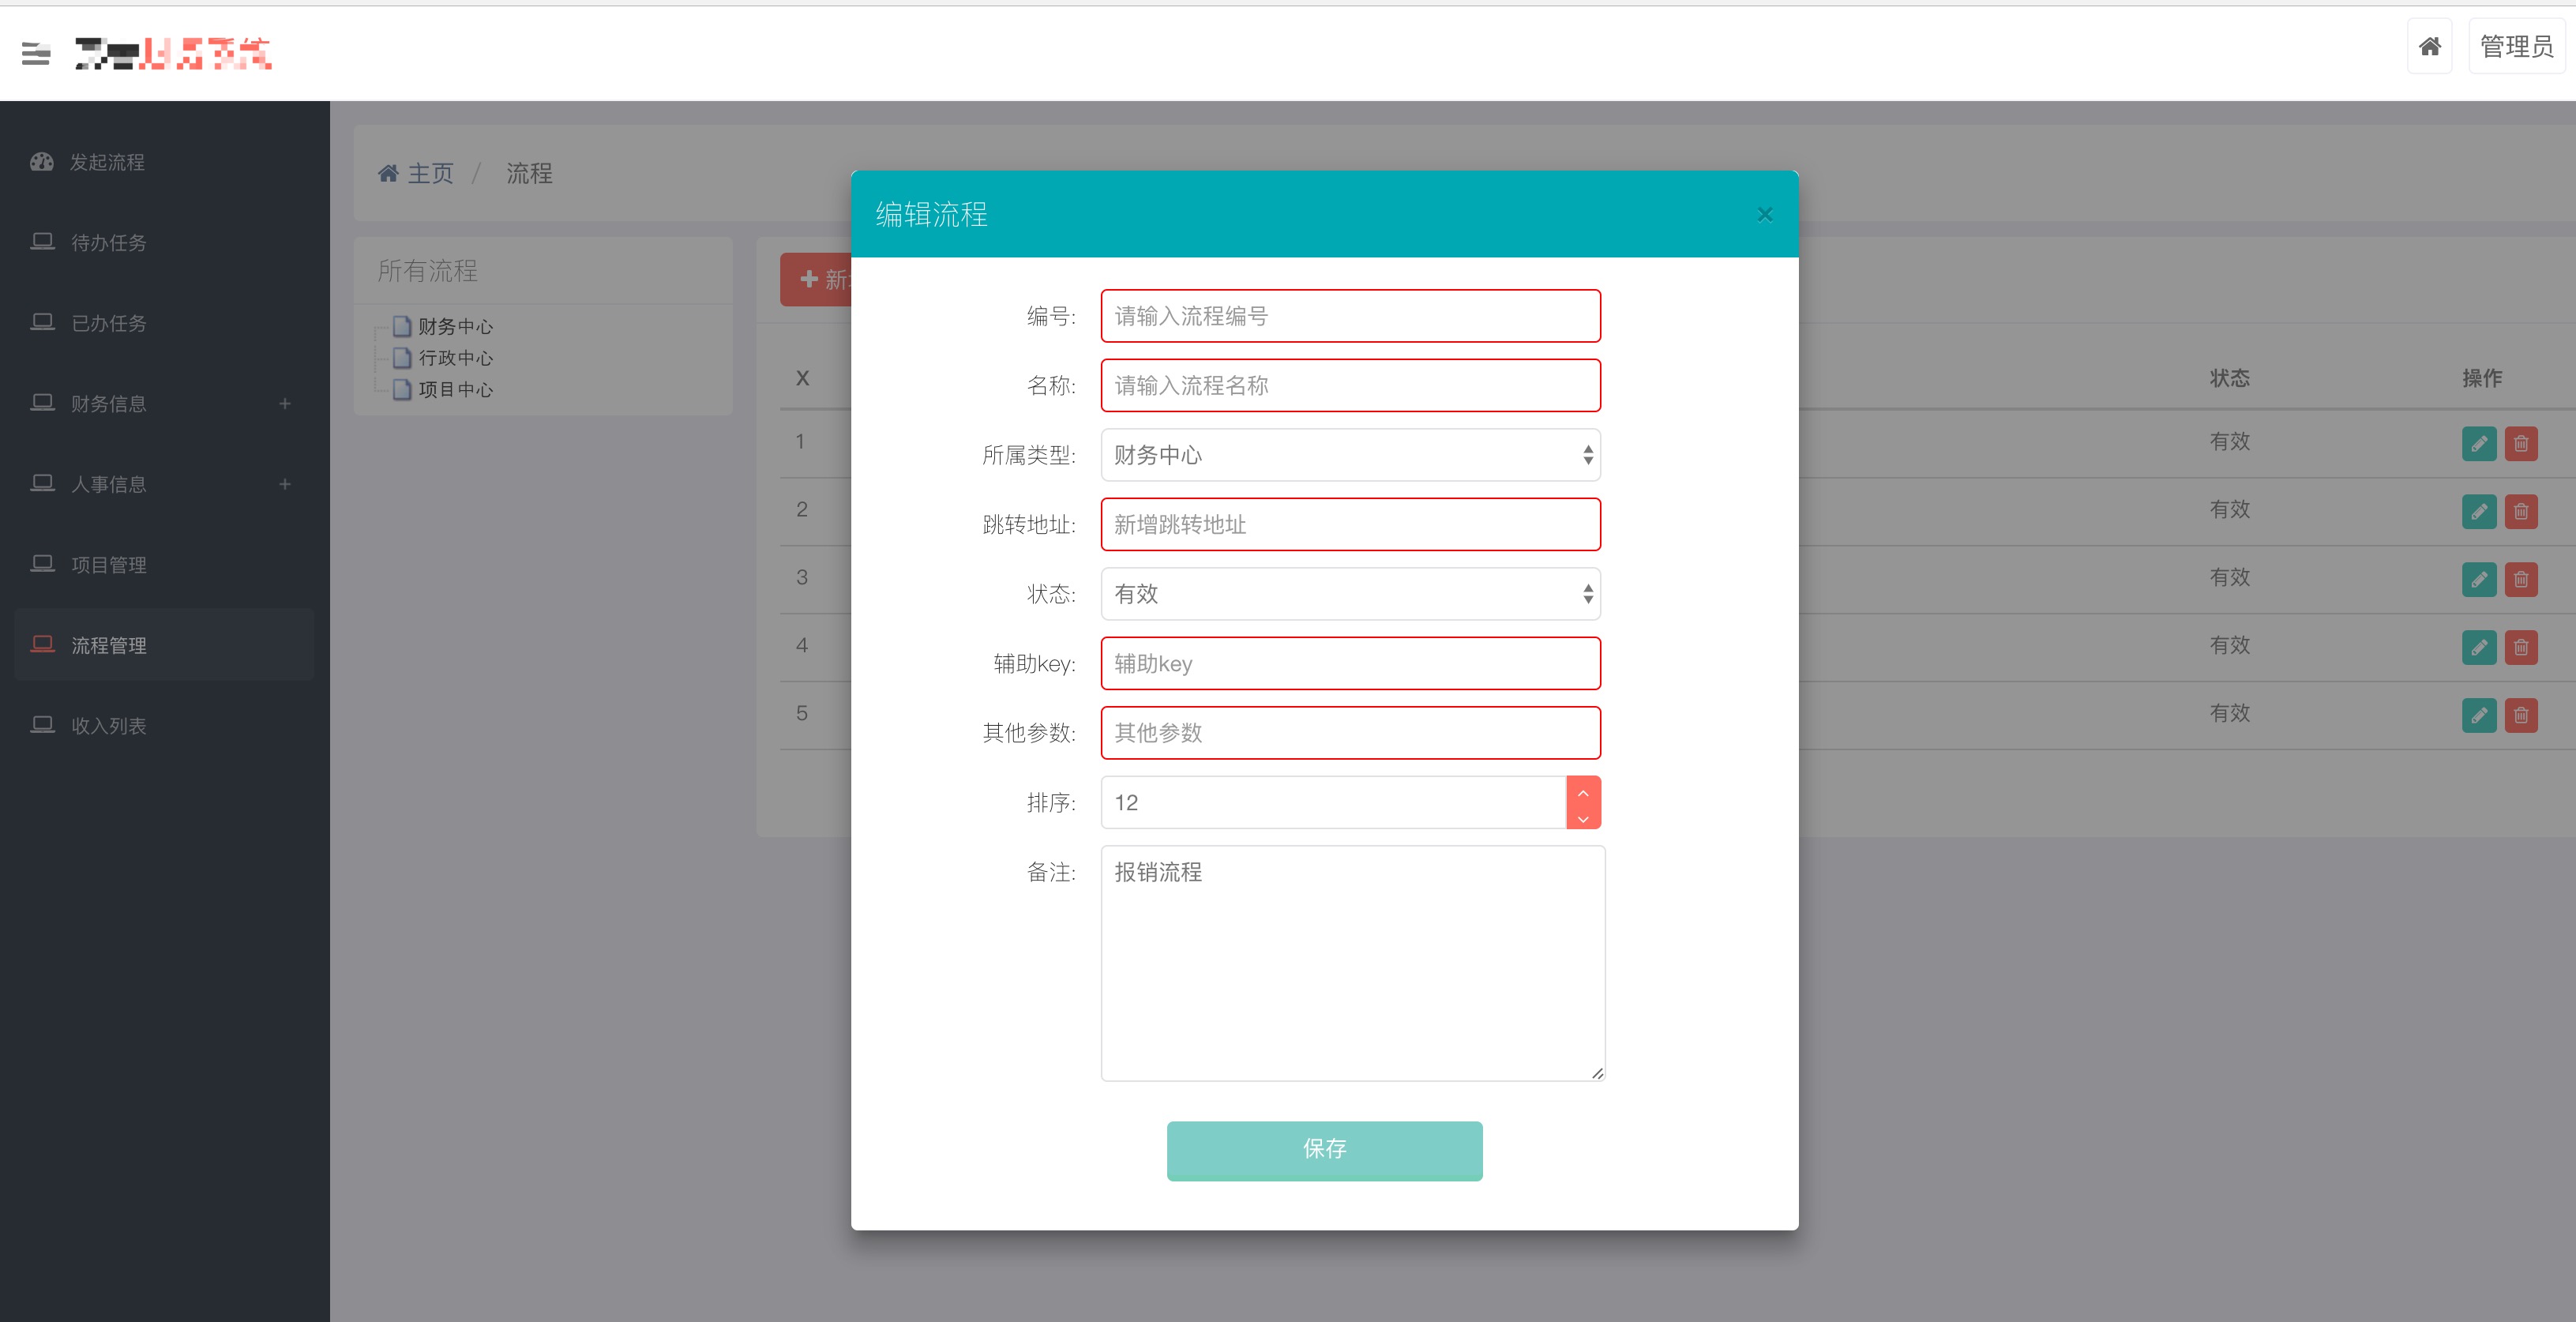 系统
管理员
发起流程
待办任务
已办任务
财务信息 +
人事信息 +
项目管理
流程管理
收入列表
主页 / 流程
所有流程
财务中心
行政中心
项目中心
新
X 状态 操作
1 有效
2 有效
3 有效
4 有效
5 有效
编辑流程 ×
编号: 请输入流程编号
名称: 请输入流程名称
所属类型: 财务中心
跳转地址: 新增跳转地址
状态: 有效
辅助key: 辅助key
其他参数: 其他参数
排序: 12
备注: 报销流程
保存